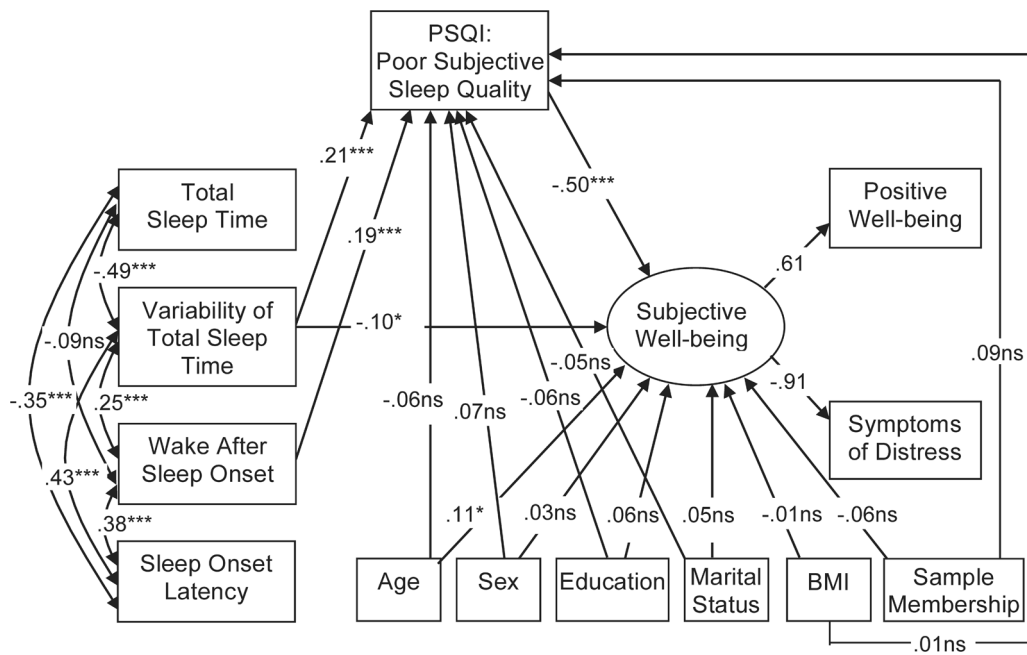 PSQI:
Poor Subjective
Sleep Quality
.21***
-.50***
Total
Sleep Time
Positive
Well-being
.19***
-.49***
.61
Variability of
Total Sleep
Time
Subjective
Well-being
-.10*
-.09ns
-.05ns
.09ns
-.91
-.35***
.25***
-.06ns
.07ns
-.06ns
Wake After
Sleep Onset
Symptoms
of Distress
.43***
.38***
.11*
.03ns
.06ns
.05ns
-.01ns
-.06ns
Sleep Onset
Latency
Age
Sex
Education
Marital
Status
BMI
Sample
Membership
.01ns